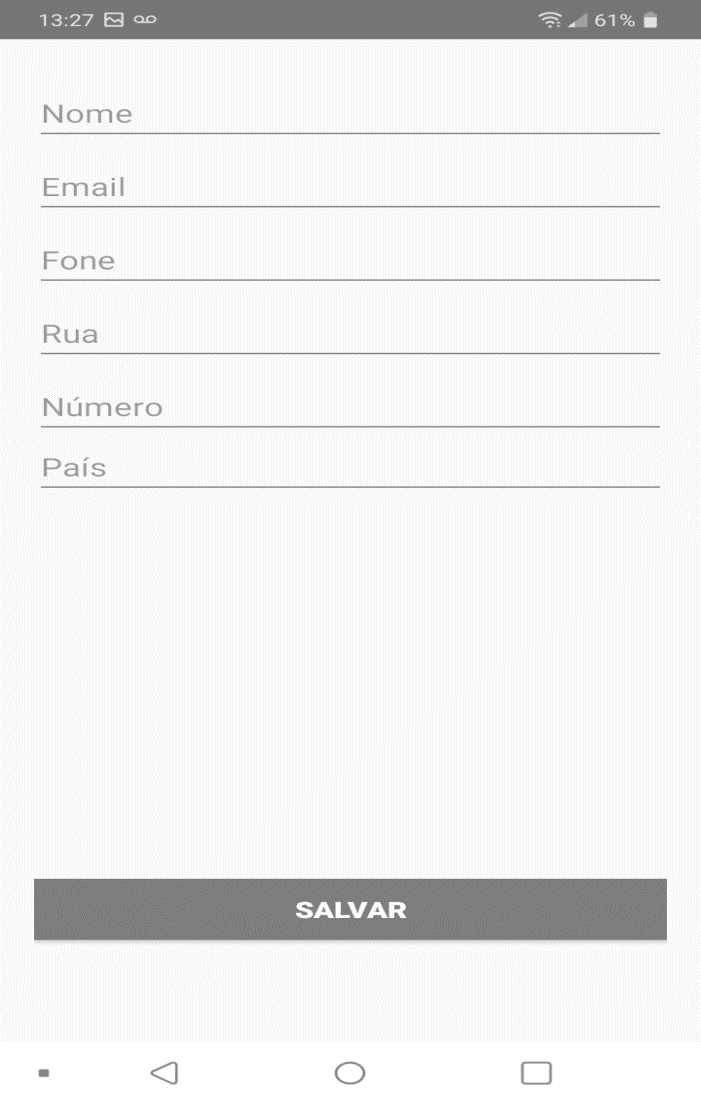 13:27 61%
Nome
Email
Fone
Rua
Número
País
SALVAR